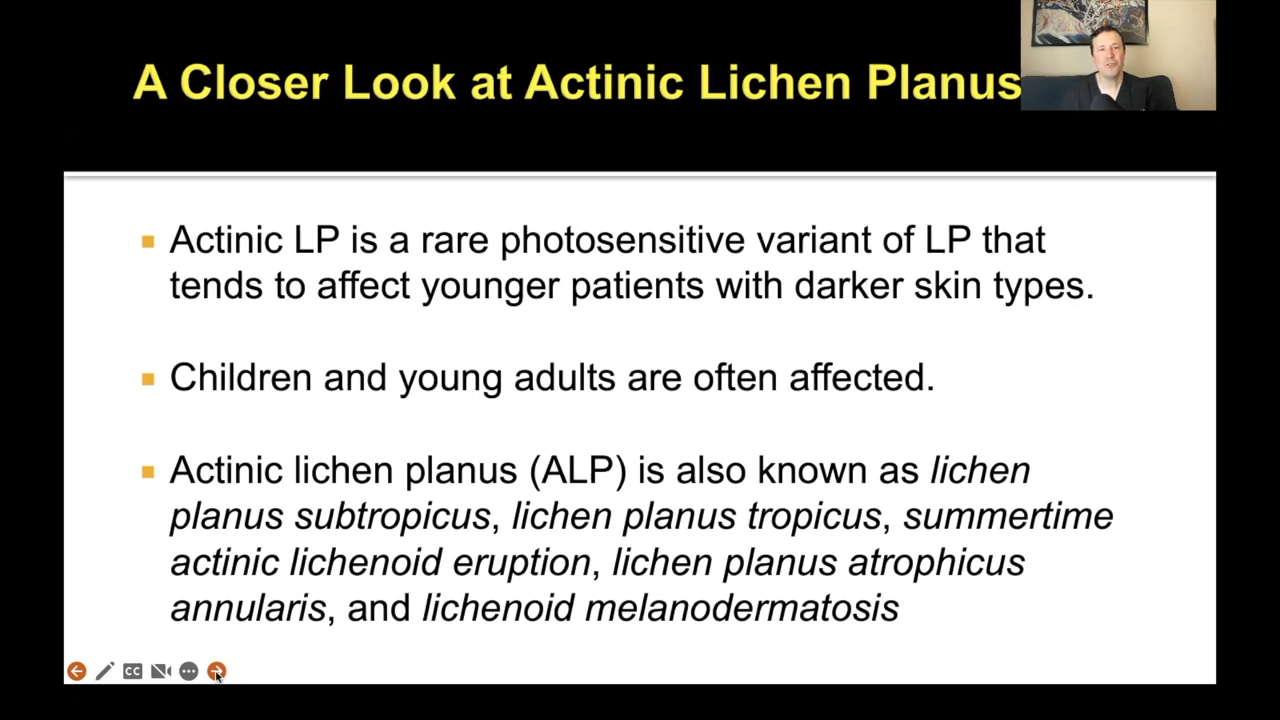 A Closer Look at Actinic Lichen Planus
Actinic LP is a rare photosensitive variant of LP that
tends to affect younger patients with darker skin types.
Children and young adults are often affected.
Actinic lichen planus (ALP) is also known as lichen
planus subtropicus, lichen planus tropicus, summertime
actinic lichenoid eruption, lichen planus atrophicus
annularis, and lichenoid melanodermatosis
CC